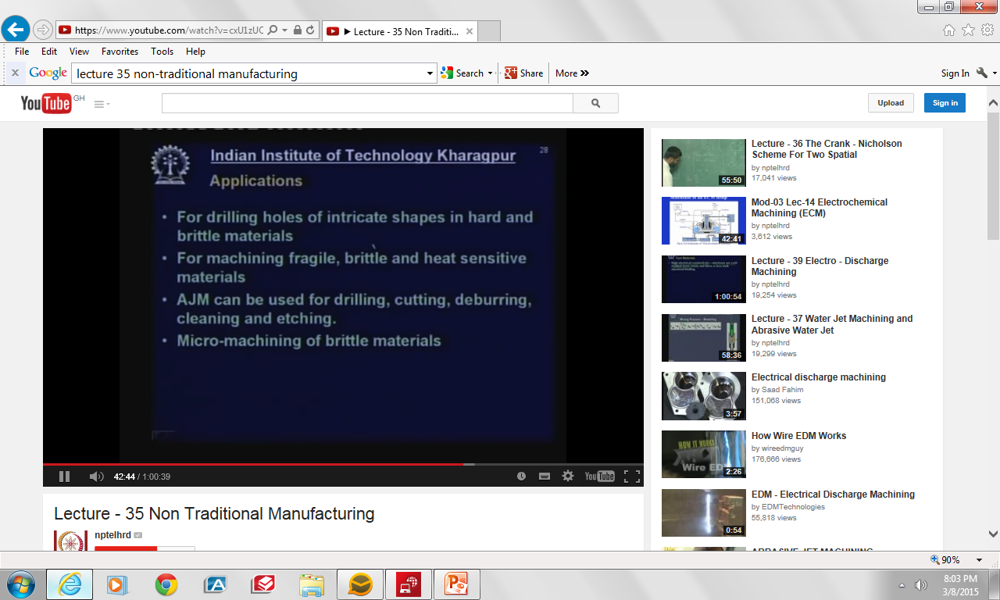 https://www.youtube.com/watch?v=cxU1zUC
Lecture - 35 Non Traditi...
File Edit View Favorites Tools Help
Google lecture 35 non-traditional manufacturing Search Share More Sign In
YouTube GH Upload Sign in
Indian Institute of Technology Kharagpur 28
Applications
• For drilling holes of intricate shapes in hard and
brittle materials
• For machining fragile, brittle and heat sensitive
materials
• AJM can be used for drilling, cutting, deburring,
cleaning and etching.
• Micro-machining of brittle materials
42:44 / 1:00:39 YouTube
Lecture - 35 Non Traditional Manufacturing
nptelhrd
Lecture - 36 The Crank - Nicholson
Scheme For Two Spatial
by nptelhrd
17,041 views
55:50
Mod-03 Lec-14 Electrochemical
Machining (ECM)
by nptelhrd
3,612 views
42:41
Lecture - 39 Electro - Discharge
Machining
by nptelhrd
19,254 views
1:00:54
Lecture - 37 Water Jet Machining and
Abrasive Water Jet
by nptelhrd
19,299 views
58:36
Electrical discharge machining
by Saad Fahim
151,068 views
3:57
How Wire EDM Works
by wireedmguy
176,666 views
HOW IT WORKS
Wire ED
2:26
EDM - Electrical Discharge Machining
by EDMTechnologies
55,818 views
0:54
ABRASIVE JET MACHINING
90%
8:03 PM
3/8/2015